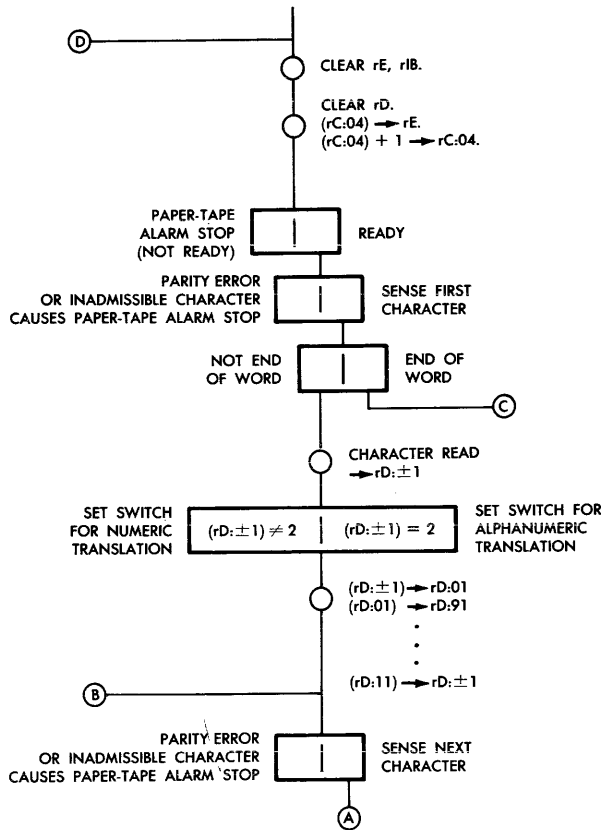 D
CLEAR rE, rIB.
CLEAR rD.
(rC:04) → rE.
(rC:04) + 1 → rC:04.
PAPER-TAPE
ALARM STOP
(NOT READY)
READY
PARITY ERROR
OR INADMISSIBLE CHARACTER
CAUSES PAPER-TAPE ALARM STOP
SENSE FIRST
CHARACTER
NOT END
OF WORD
END OF
WORD
C
CHARACTER READ
→ rD:±1
SET SWITCH
FOR NUMERIC
TRANSLATION
(rD:±1) ≠ 2
(rD:±1) = 2
SET SWITCH FOR
ALPHANUMERIC
TRANSLATION
(rD:±1) → rD:01
(rD:01) → rD:91
.
.
.
(rD:11) → rD:±1
B
PARITY ERROR
OR INADMISSIBLE CHARACTER
CAUSES PAPER-TAPE ALARM STOP
SENSE NEXT
CHARACTER
A